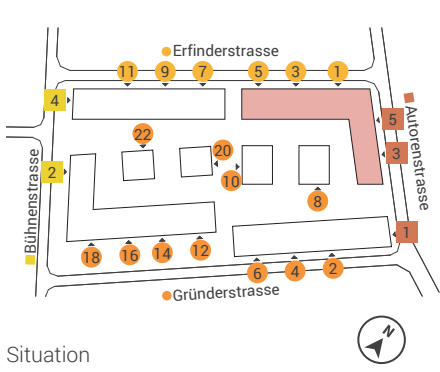 Erfinderstrasse
11 9 7 5 3 1
4
5
Autorenstrasse
22
20
3
Bühnenstrasse
2
10
8
1
18 16 14 12
6 4 2
Gründerstrasse
N
Situation